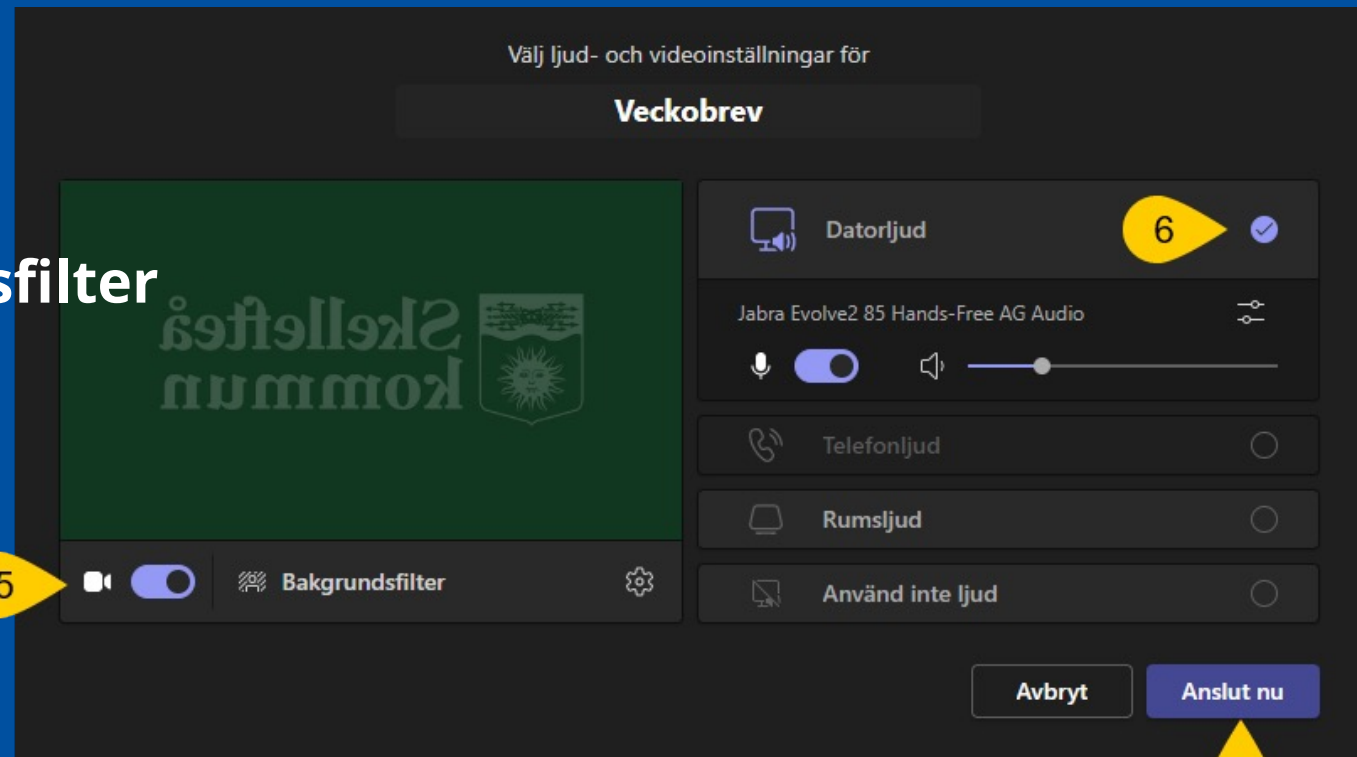 Välj ljud- och videoinställningar för
Veckobrev
sfilter
Skellefteå
kommun
Datorljud
6
Jabra Evolve2 85 Hands-Free AG Audio
Telefonljud
Rumsljud
5
Bakgrundsfilter
Använd inte ljud
Avbryt
Anslut nu